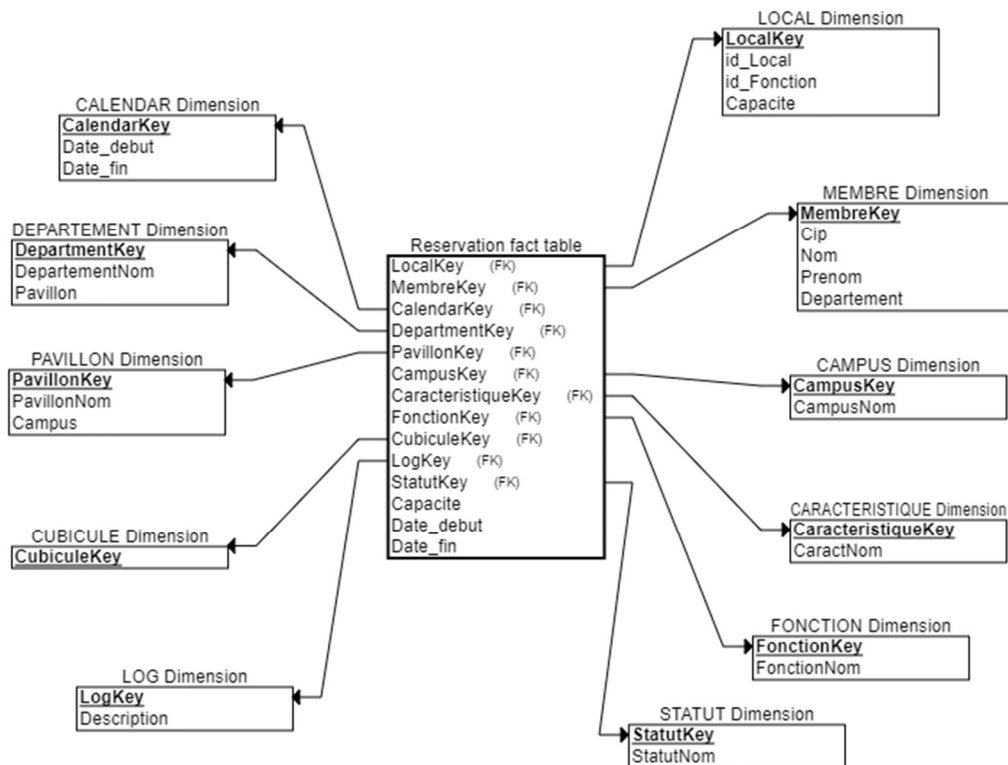 LOCAL Dimension
LocalKey
id_Local
id_Fonction
Capacite
CALENDAR Dimension
CalendarKey
Date_debut
Date_fin
MEMBRE Dimension
MembreKey
Cip
Nom
Prenom
Departement
DEPARTEMENT Dimension
DepartmentKey
DepartementNom
Pavillon
Reservation fact table
LocalKey (FK)
MembreKey (FK)
CalendarKey (FK)
DepartmentKey (FK)
PavillonKey (FK)
CampusKey (FK)
CaracteristiqueKey (FK)
FonctionKey (FK)
CubiculeKey (FK)
LogKey (FK)
StatutKey (FK)
Capacite
Date_debut
Date_fin
PAVILLON Dimension
PavillonKey
PavillonNom
Campus
CAMPUS Dimension
CampusKey
CampusNom
CUBICULE Dimension
CubiculeKey
CARACTERISTIQUE Dimension
CaracteristiqueKey
CaractNom
FONCTION Dimension
FonctionKey
FonctionNom
LOG Dimension
LogKey
Description
STATUT Dimension
StatutKey
StatutNom